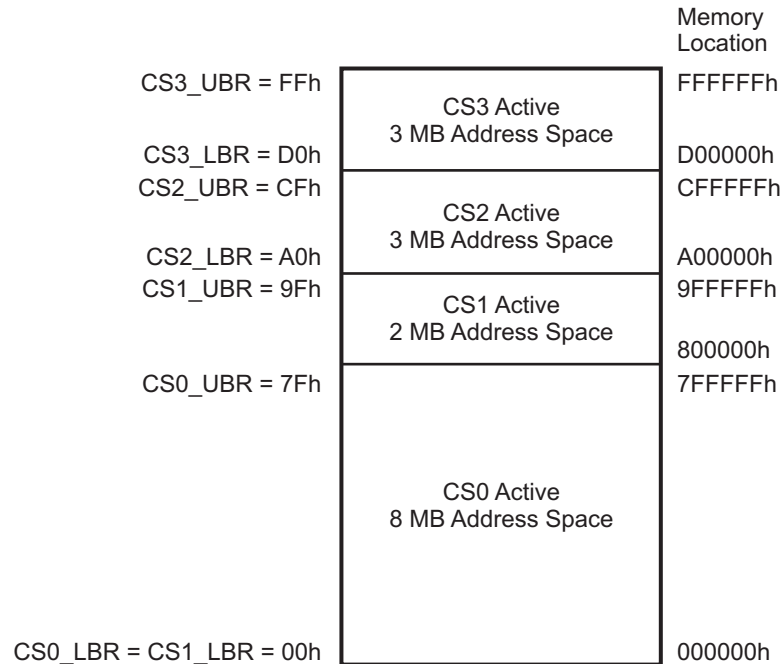 Memory
Location
CS3_UBR = FFh
FFFFFFh
CS3 Active
3 MB Address Space
CS3_LBR = D0h
D00000h
CS2_UBR = CFh
CFFFFFh
CS2 Active
3 MB Address Space
CS2_LBR = A0h
A00000h
CS1_UBR = 9Fh
9FFFFFh
CS1 Active
2 MB Address Space
800000h
CS0_UBR = 7Fh
7FFFFFh
CS0 Active
8 MB Address Space
CS0_LBR = CS1_LBR = 00h
000000h